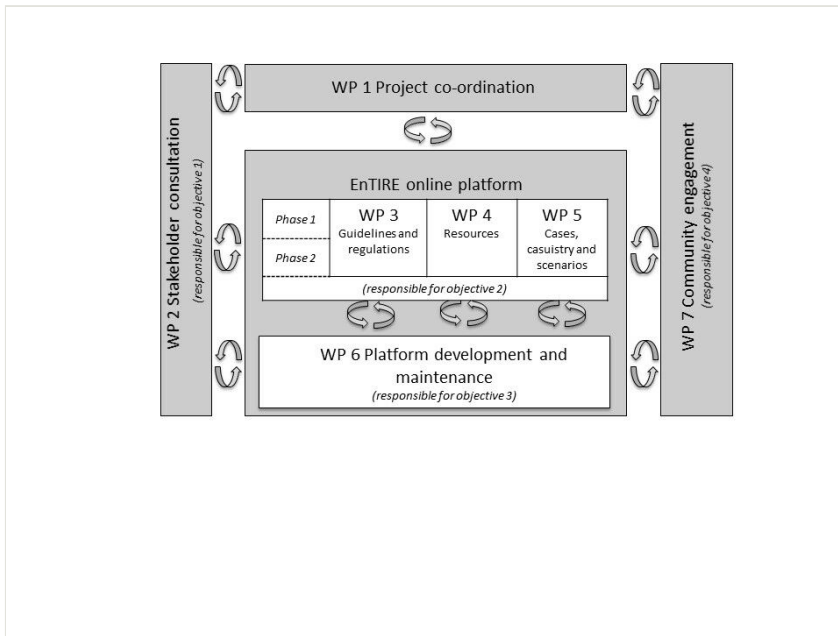 WP 1 Project co-ordination
WP 2 Stakeholder consultation
(responsible for objective 1)
EnTIRE online platform
Phase 1
Phase 2
WP 3
Guidelines and
regulations
WP 4
Resources
WP 5
Cases,
casuistry and
scenarios
(responsible for objective 2)
WP 6 Platform development and
maintenance
(responsible for objective 3)
WP 7 Community engagement
(responsible for objective 4)